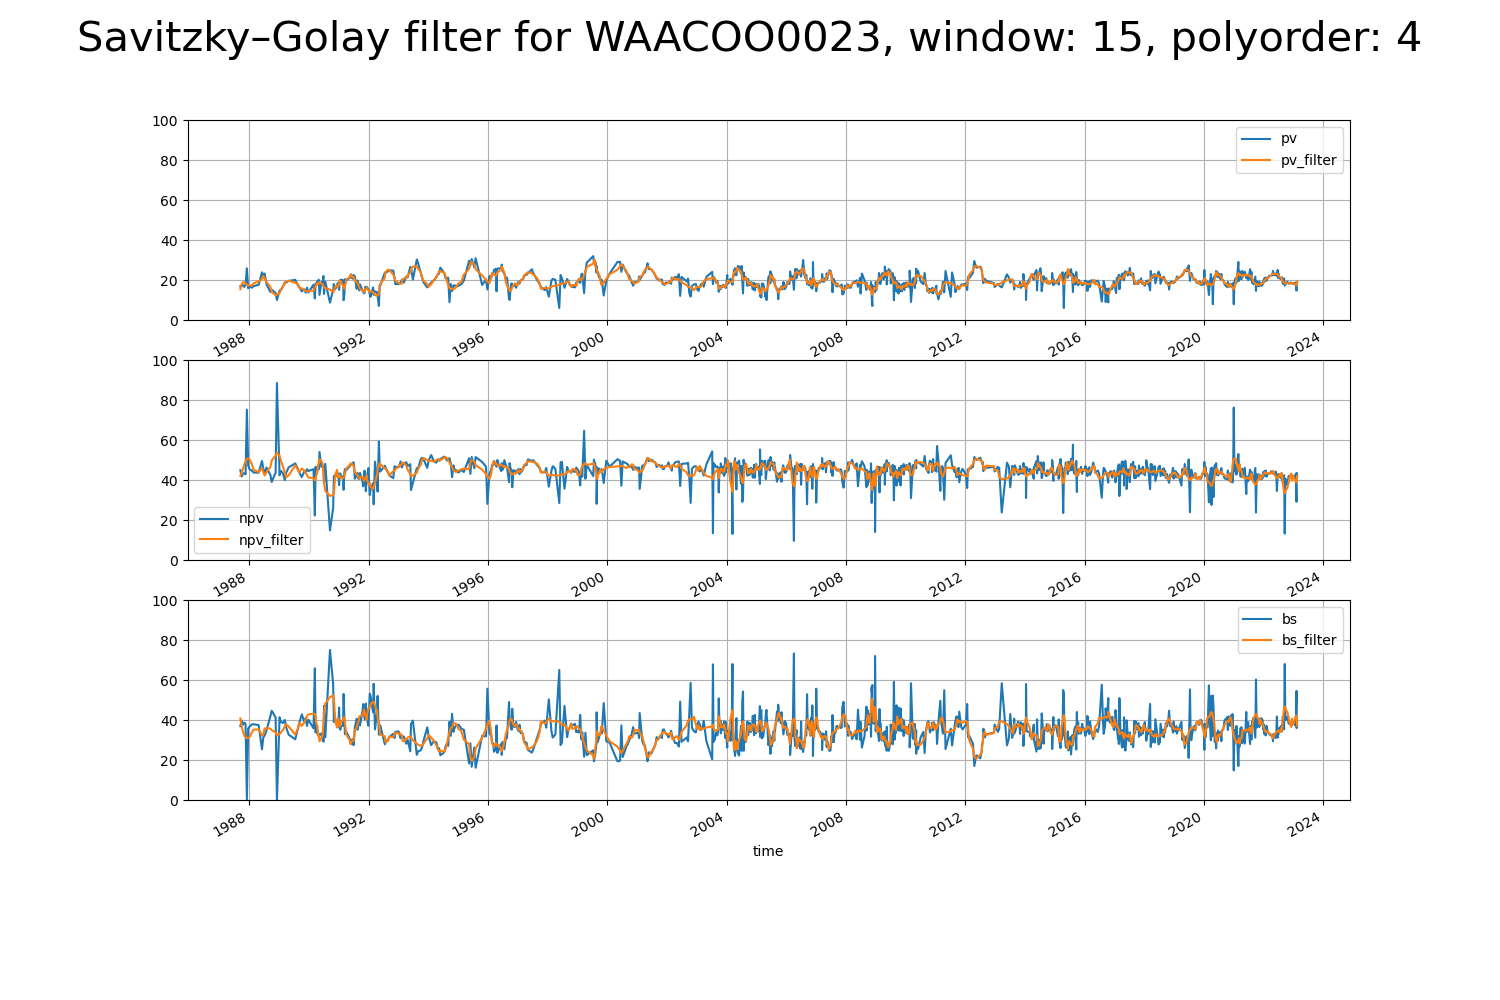 Savitzky–Golay filter for WAACOO0023, window: 15, polyorder: 4
100
80
60
40
20
0
pv
pv_filter
1988 1992 1996 2000 2004 2008 2012 2016 2020 2024
100
80
60
40
20
0
npv
npv_filter
1988 1992 1996 2000 2004 2008 2012 2016 2020 2024
100
80
60
40
20
0
bs
bs_filter
1988 1992 1996 2000 2004 2008 2012 2016 2020 2024
time